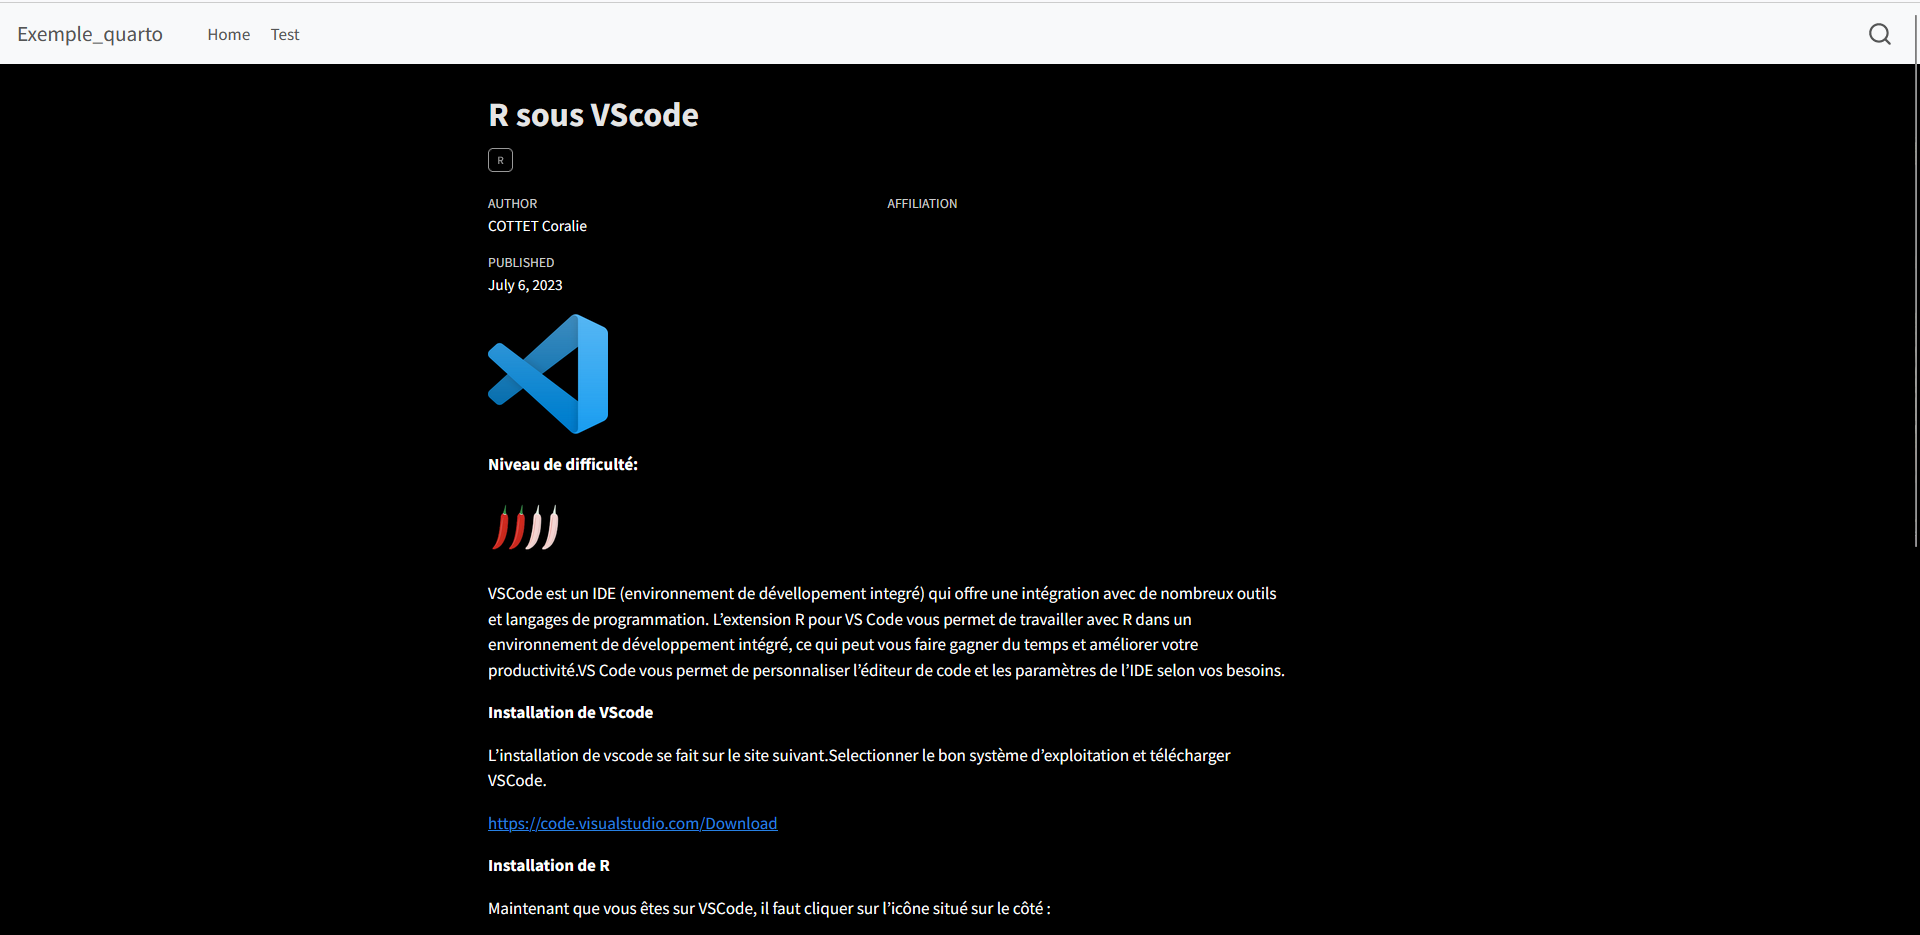 Exemple_quarto Home Test
R sous VScode
R
AUTHOR AFFILIATION
COTTET Coralie
PUBLISHED
July 6, 2023
Niveau de difficulté:
VSCode est un IDE (environnement de dévellopement integré) qui offre une intégration avec de nombreux outils
et langages de programmation. L’extension R pour VS Code vous permet de travailler avec R dans un
environnement de développement intégré, ce qui peut vous faire gagner du temps et améliorer votre
productivité.VS Code vous permet de personnaliser l’éditeur de code et les paramètres de l’IDE selon vos besoins.
Installation de VScode
L’installation de vscode se fait sur le site suivant.Selectionner le bon système d’exploitation et télécharger
VSCode.
https://code.visualstudio.com/Download
Installation de R
Maintenant que vous êtes sur VSCode, il faut cliquer sur l’icône situé sur le côté :